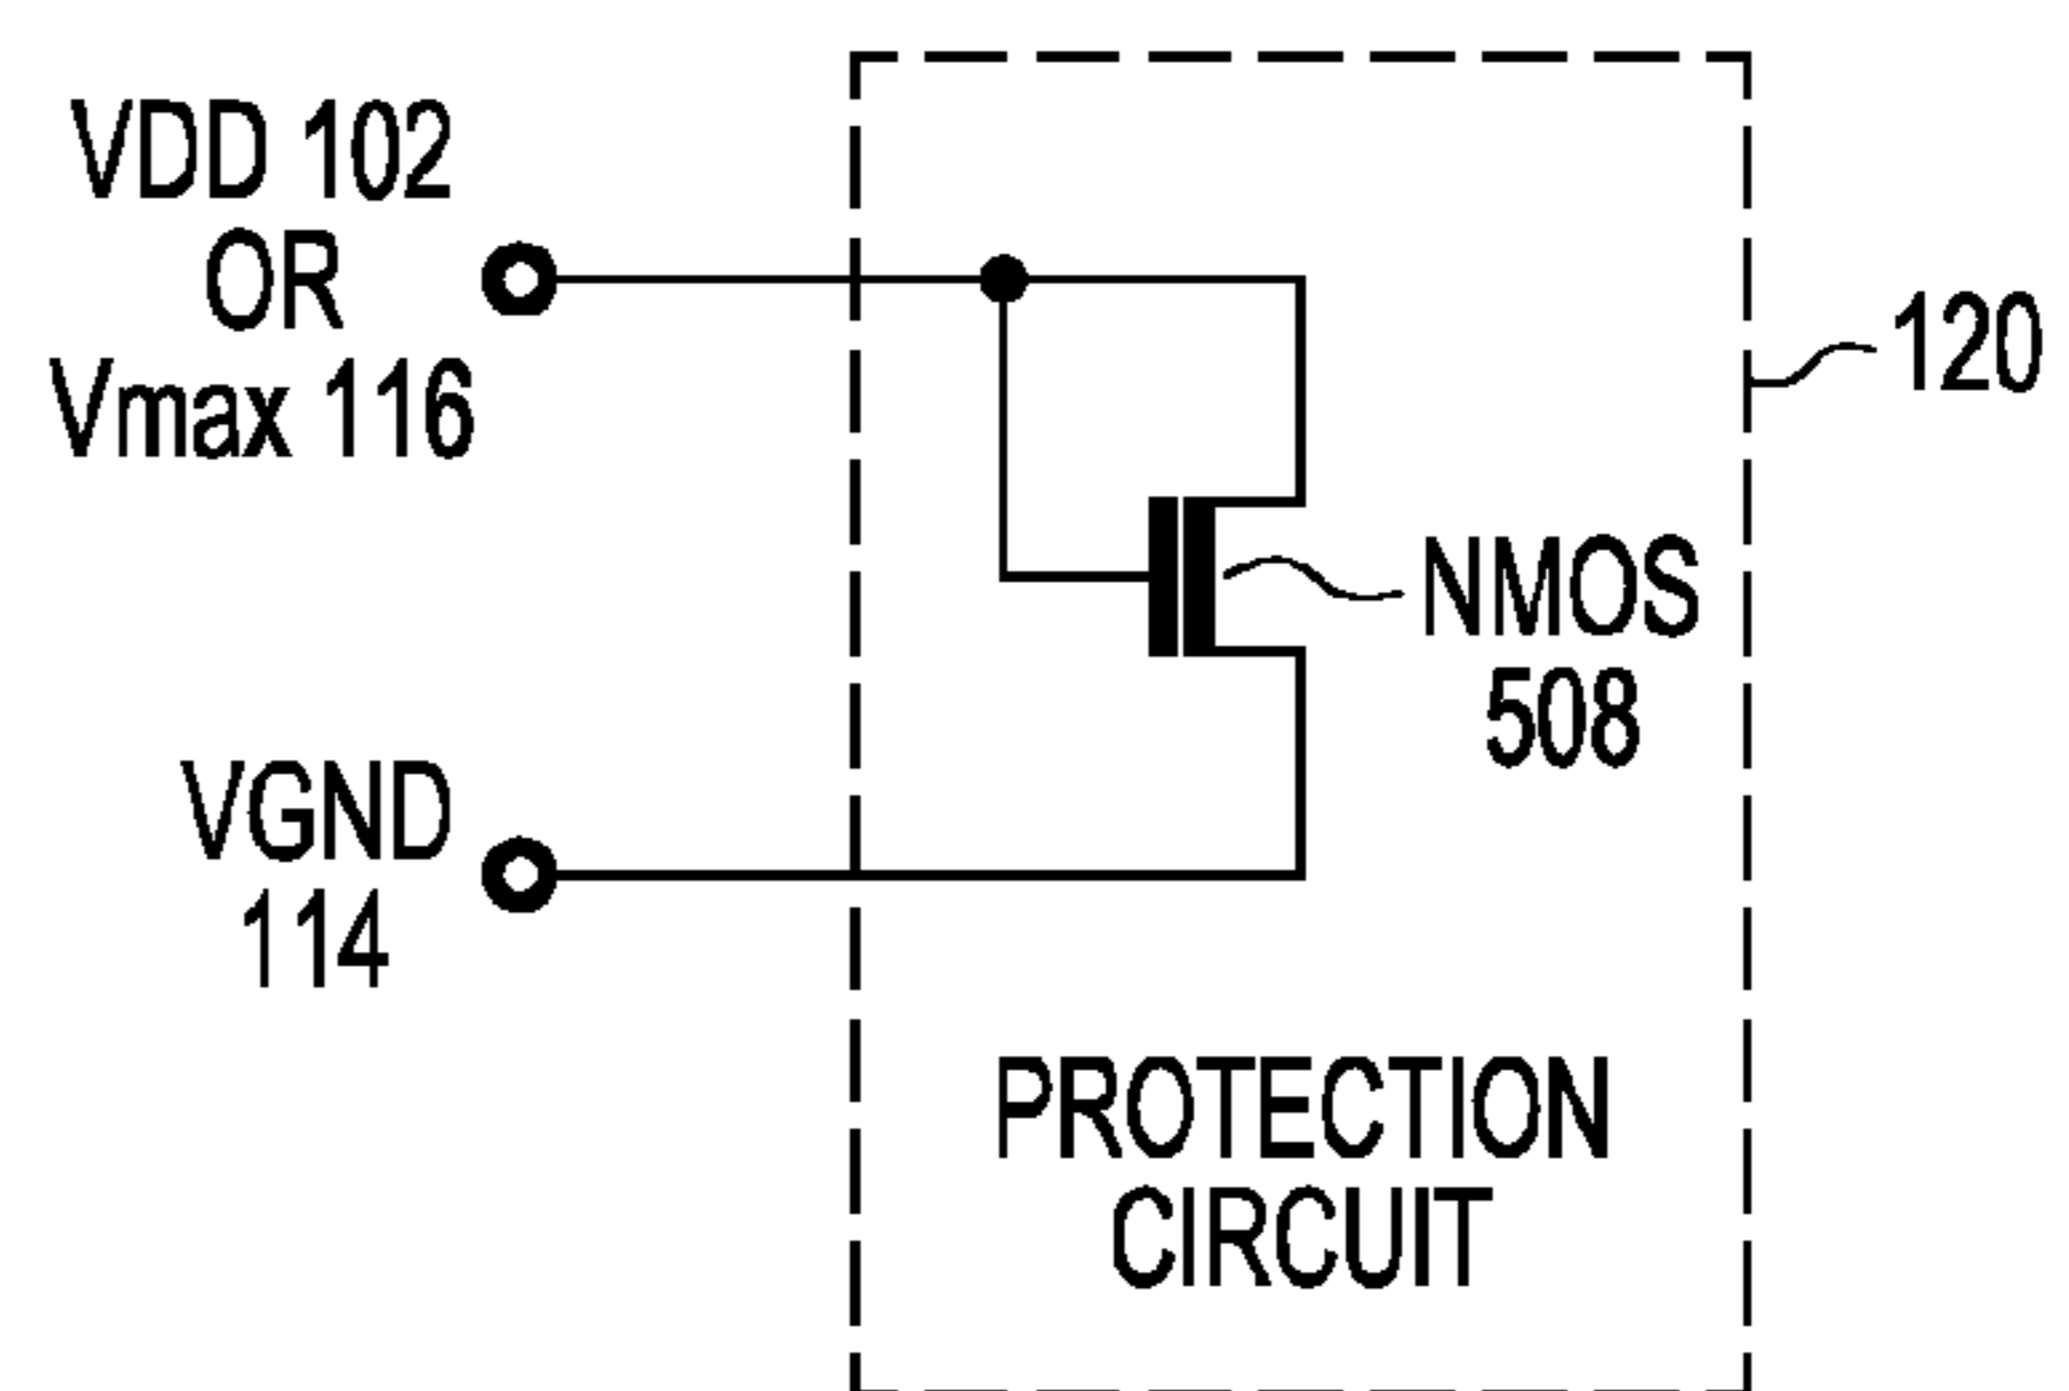 VDD 102
OR
Vmax 116
120
NMOS
508
VGND
114
PROTECTION
CIRCUIT